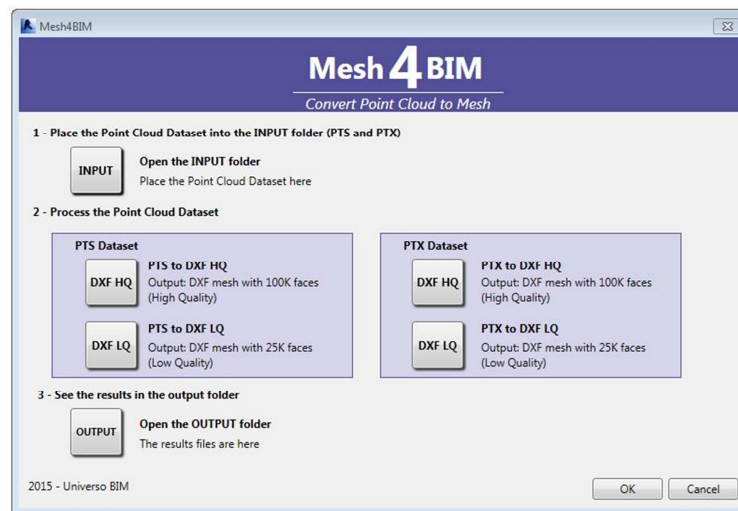 Mesh4BIM
Mesh 4 BIM
Convert Point Cloud to Mesh
1 - Place the Point Cloud Dataset into the INPUT folder (PTS and PTX)
INPUT
Open the INPUT folder
Place the Point Cloud Dataset here
2 - Process the Point Cloud Dataset
PTS Dataset
DXF HQ
PTS to DXF HQ
Output: DXF mesh with 100K faces
(High Quality)
DXF LQ
PTS to DXF LQ
Output: DXF mesh with 25K faces
(Low Quality)
PTX Dataset
DXF HQ
PTX to DXF HQ
Output: DXF mesh with 100K faces
(High Quality)
DXF LQ
PTX to DXF LQ
Output: DXF mesh with 25K faces
(Low Quality)
3 - See the results in the output folder
OUTPUT
Open the OUTPUT folder
The results files are here
2015 - Universo BIM
OK
Cancel